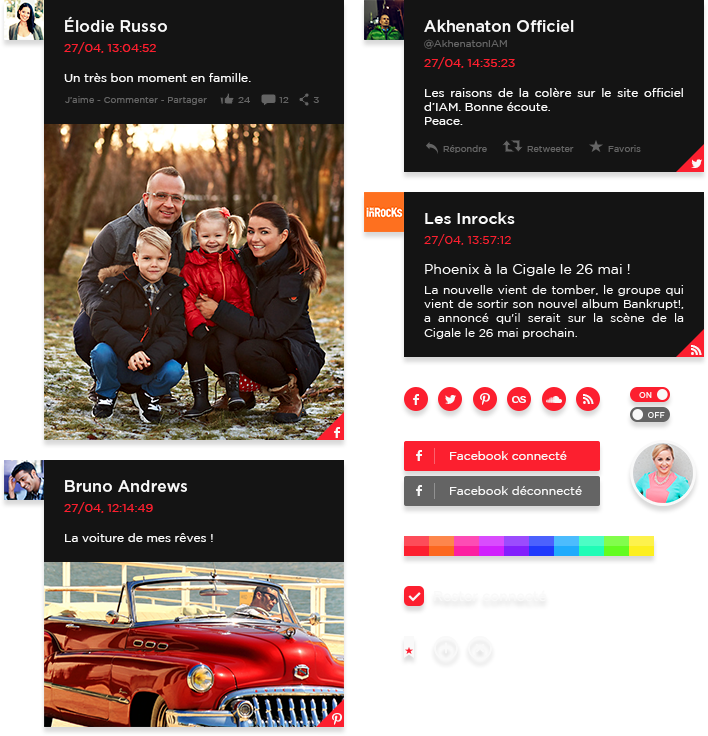 Élodie Russo
27/04, 13:04:52
Un très bon moment en famille.
J'aime - Commenter - Partager 24 12 3
Bruno Andrews
27/04, 12:14:49
La voiture de mes rêves !
Akhenaton Officiel
@AkhenatonIAM
27/04, 14:35:23
Les raisons de la colère sur le site officiel
d'IAM. Bonne écoute.
Peace.
Répondre Retweeter Favoris
inRocKs
Les Inrocks
27/04, 13:57:12
Phoenix à la Cigale le 26 mai !
La nouvelle vient de tomber, le groupe qui
vient de sortir son nouvel album Bankrupt!,
a annoncé qu'il serait sur la scène de la
Cigale le 26 mai prochain.
ON
OFF
Facebook connecté
Facebook déconnecté
Rester connecté